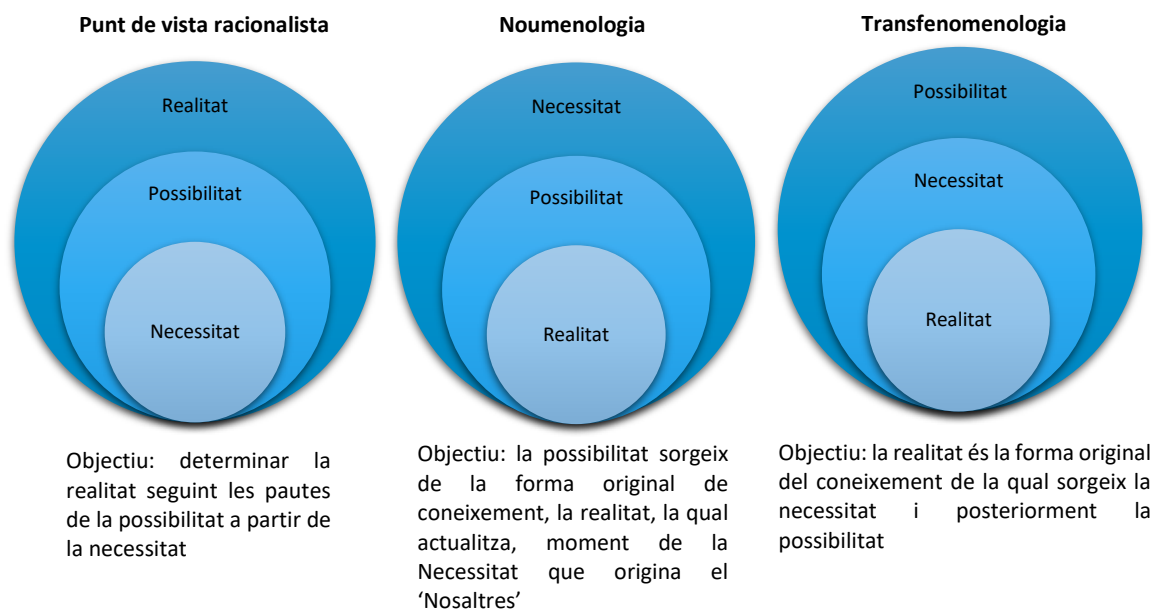 Punt de vista racionalista
Realitat
Possibilitat
Necessitat
Objectiu: determinar la
realitat seguint les pautes
de la possibilitat a partir de
la necessitat
Noumenologia
Necessitat
Possibilitat
Realitat
Objectiu: la possibilitat sorgeix
de la forma original de
coneixement, la realitat, la qual
actualitza, moment de la
Necessitat que origina el
‘Nosaltres’
Transfenomenologia
Possibilitat
Necessitat
Realitat
Objectiu: la realitat és la forma original
del coneixement de la qual sorgeix la
necessitat i posteriorment la
possibilitat